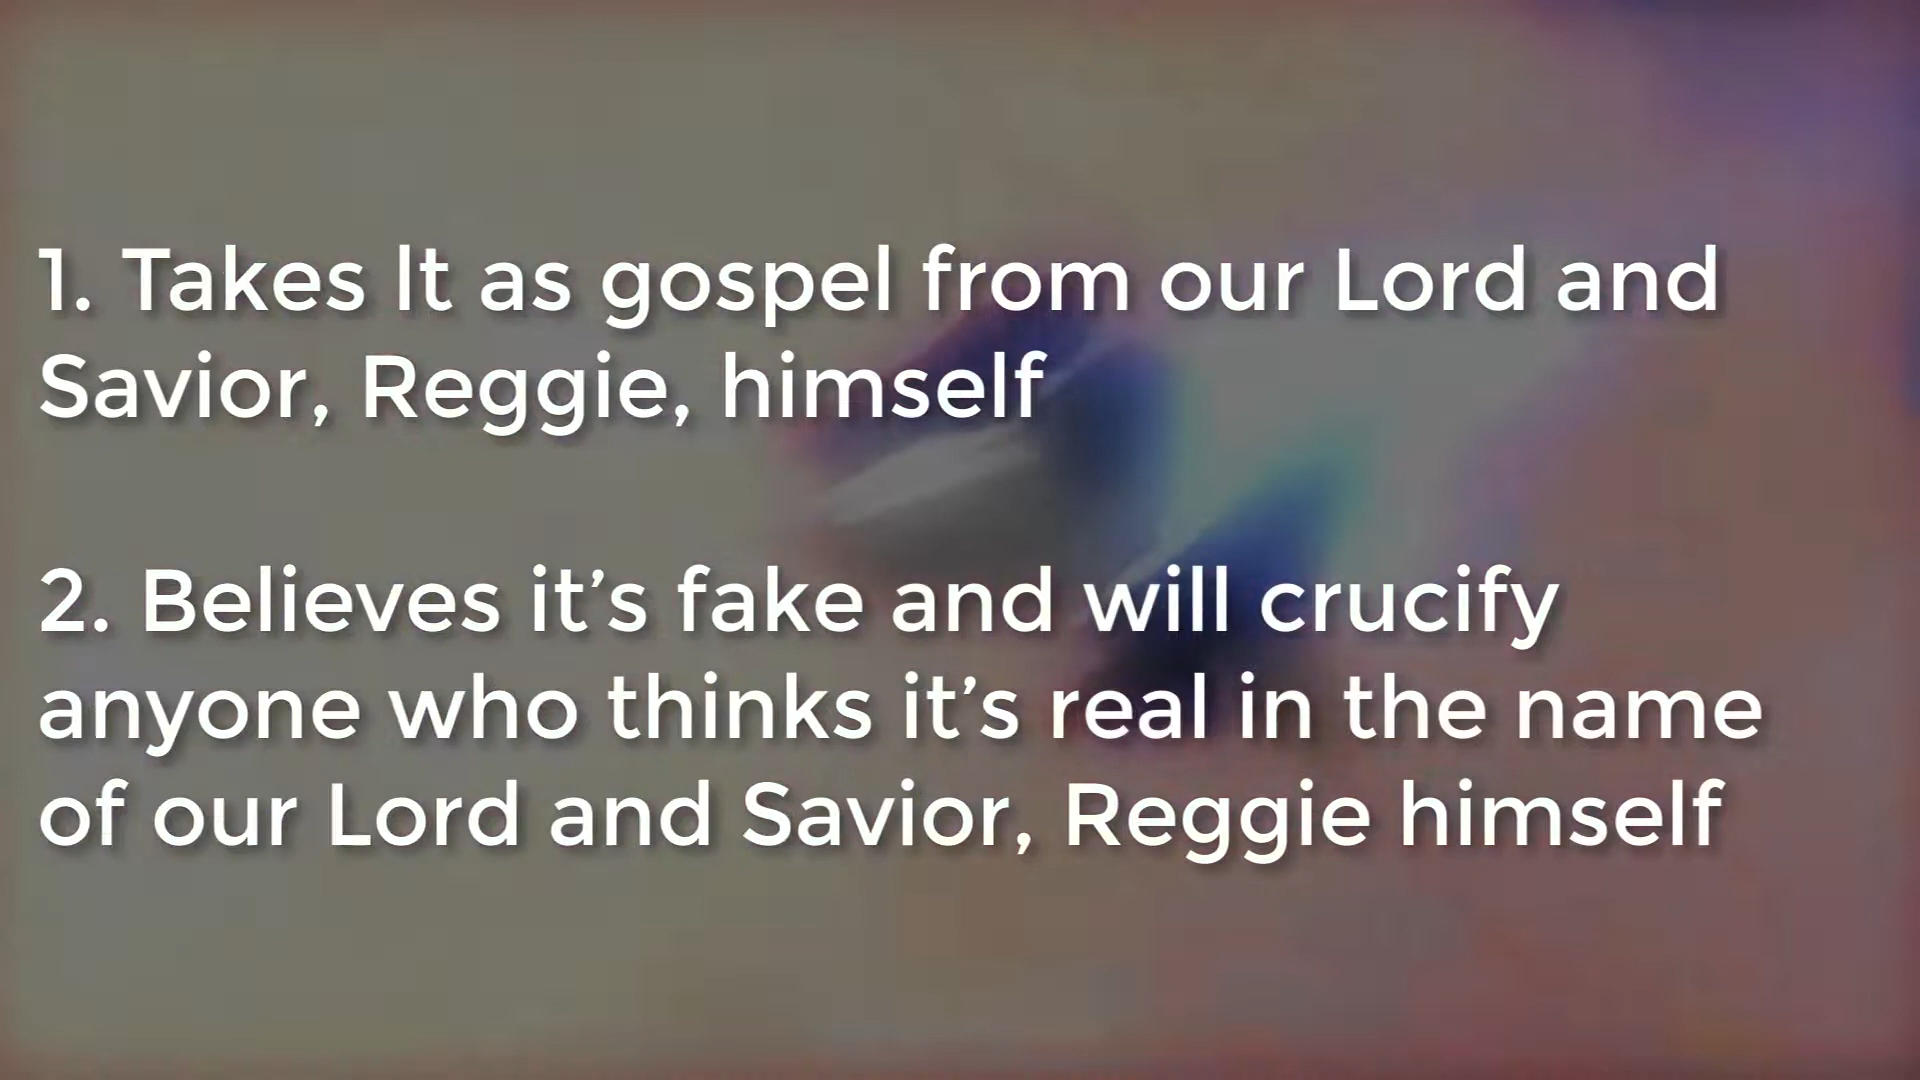 1. Takes It as gospel from our Lord and
Savior, Reggie, himself
2. Believes it’s fake and will crucify
anyone who thinks it’s real in the name
of our Lord and Savior, Reggie himself